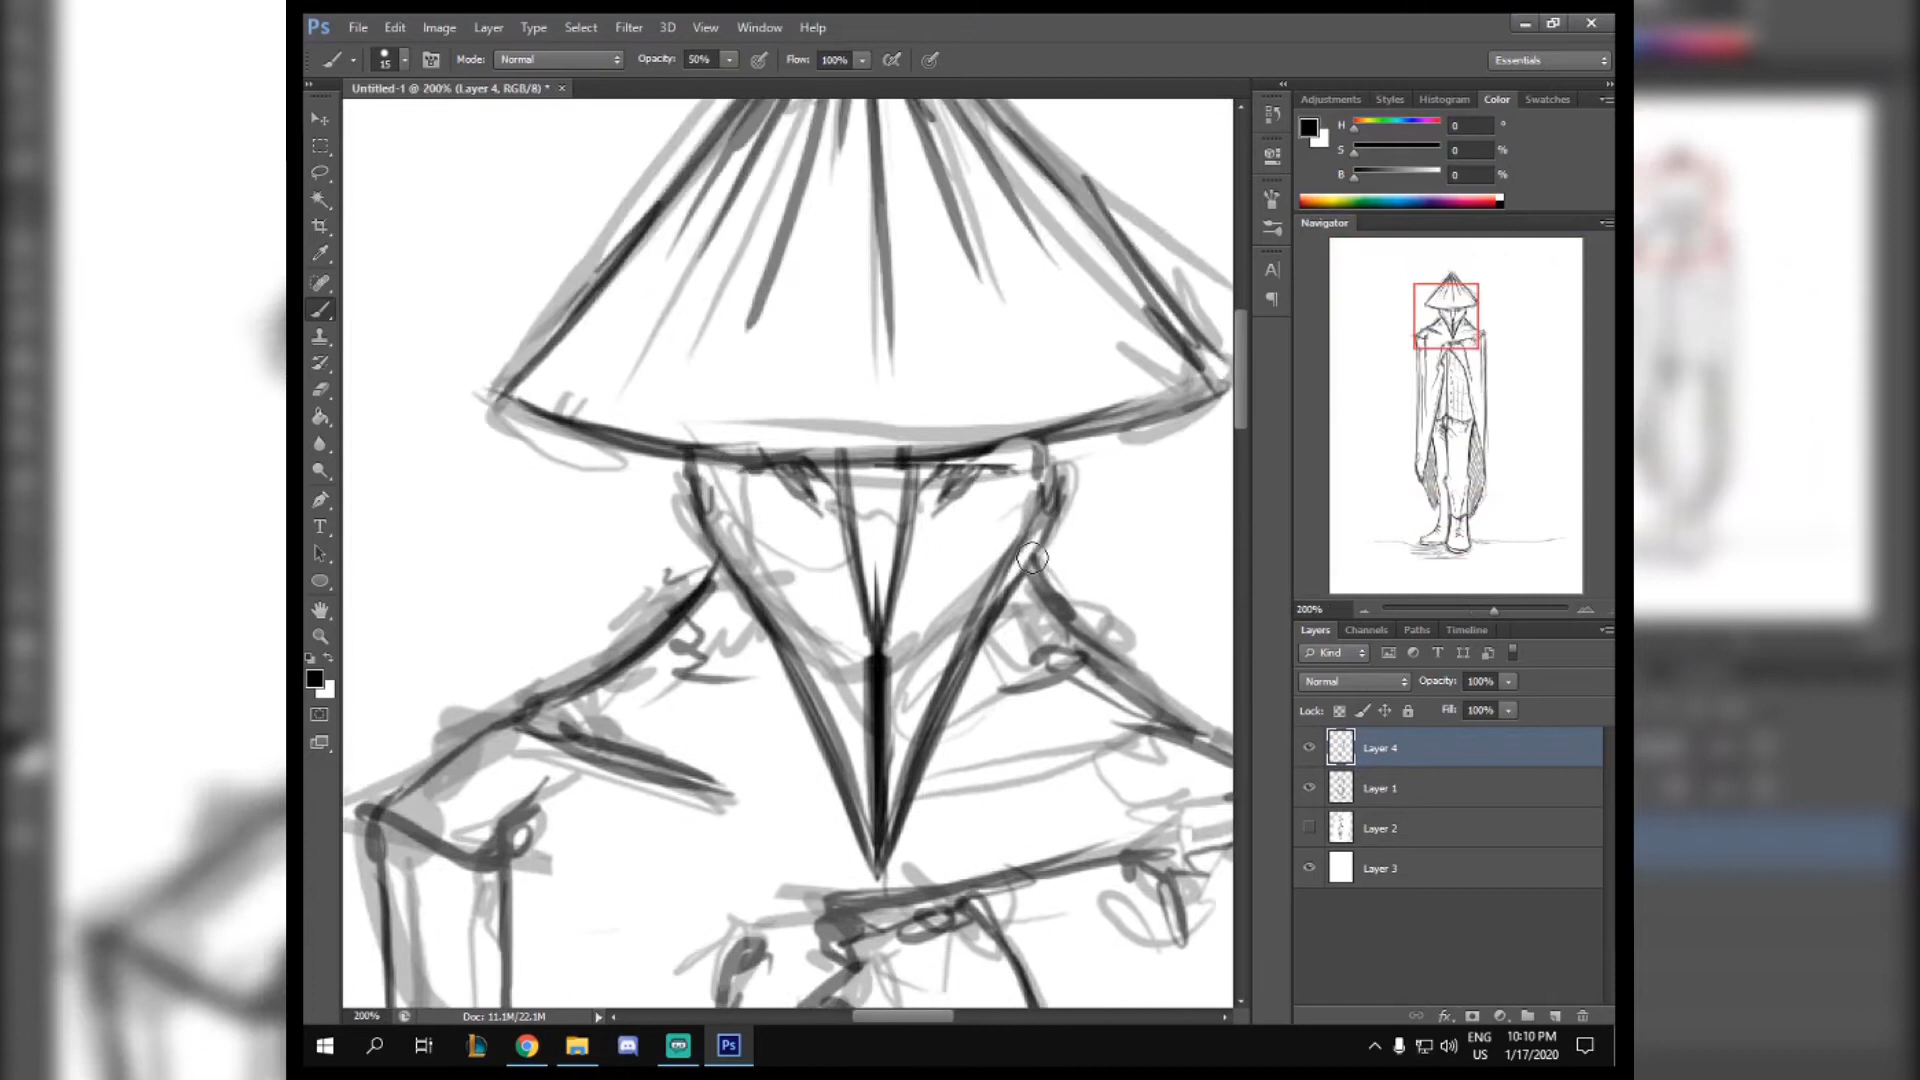 Ps File Edit Image Layer Type Select Filter 3D View Window Help
15 Mode: Normal Opacity: 50% Flow: 100% Essentials
Untitled-1 @ 200% (Layer 4, RGB/8) *
Adjustments Styles Histogram Color Swatches
H 0 °
S 0 %
B 0 %
Navigator
200%
Layers Channels Paths Timeline
Kind
Normal Opacity: 100%
Lock: Fill: 100%
Layer 4
Layer 1
Layer 2
Layer 3
200% Doc: 11.1M/22.1M
Ps
ENG 10:10 PM
US 1/17/2020